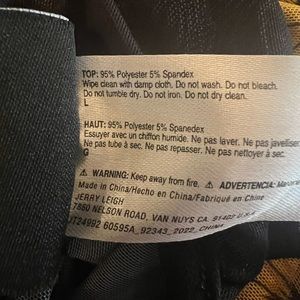 TOP: 95% Polyester 5% Spandex
Wipe clean with damp cloth. Do not wash. Do not bleach.
Do not tumble dry. Do not iron. Do not dry clean.
L
HAUT: 95% Polyester 5% Spanedex
Essuyer avec un chiffon humide. Ne pas laver. Ne pas javelliser.
Ne pas tube à sec. Ne pas repasser. Ne pas nettoyer à sec.
G
WARNING: Keep away from fire. ADVERTENCIA:
Made in China/Hecho en China/Fabriqué en Chine
JERRY LEIGH
7860 NELSON ROAD, VAN NUYS CA. 91402 U.S.A.
60595A_92343_2022_CHINA